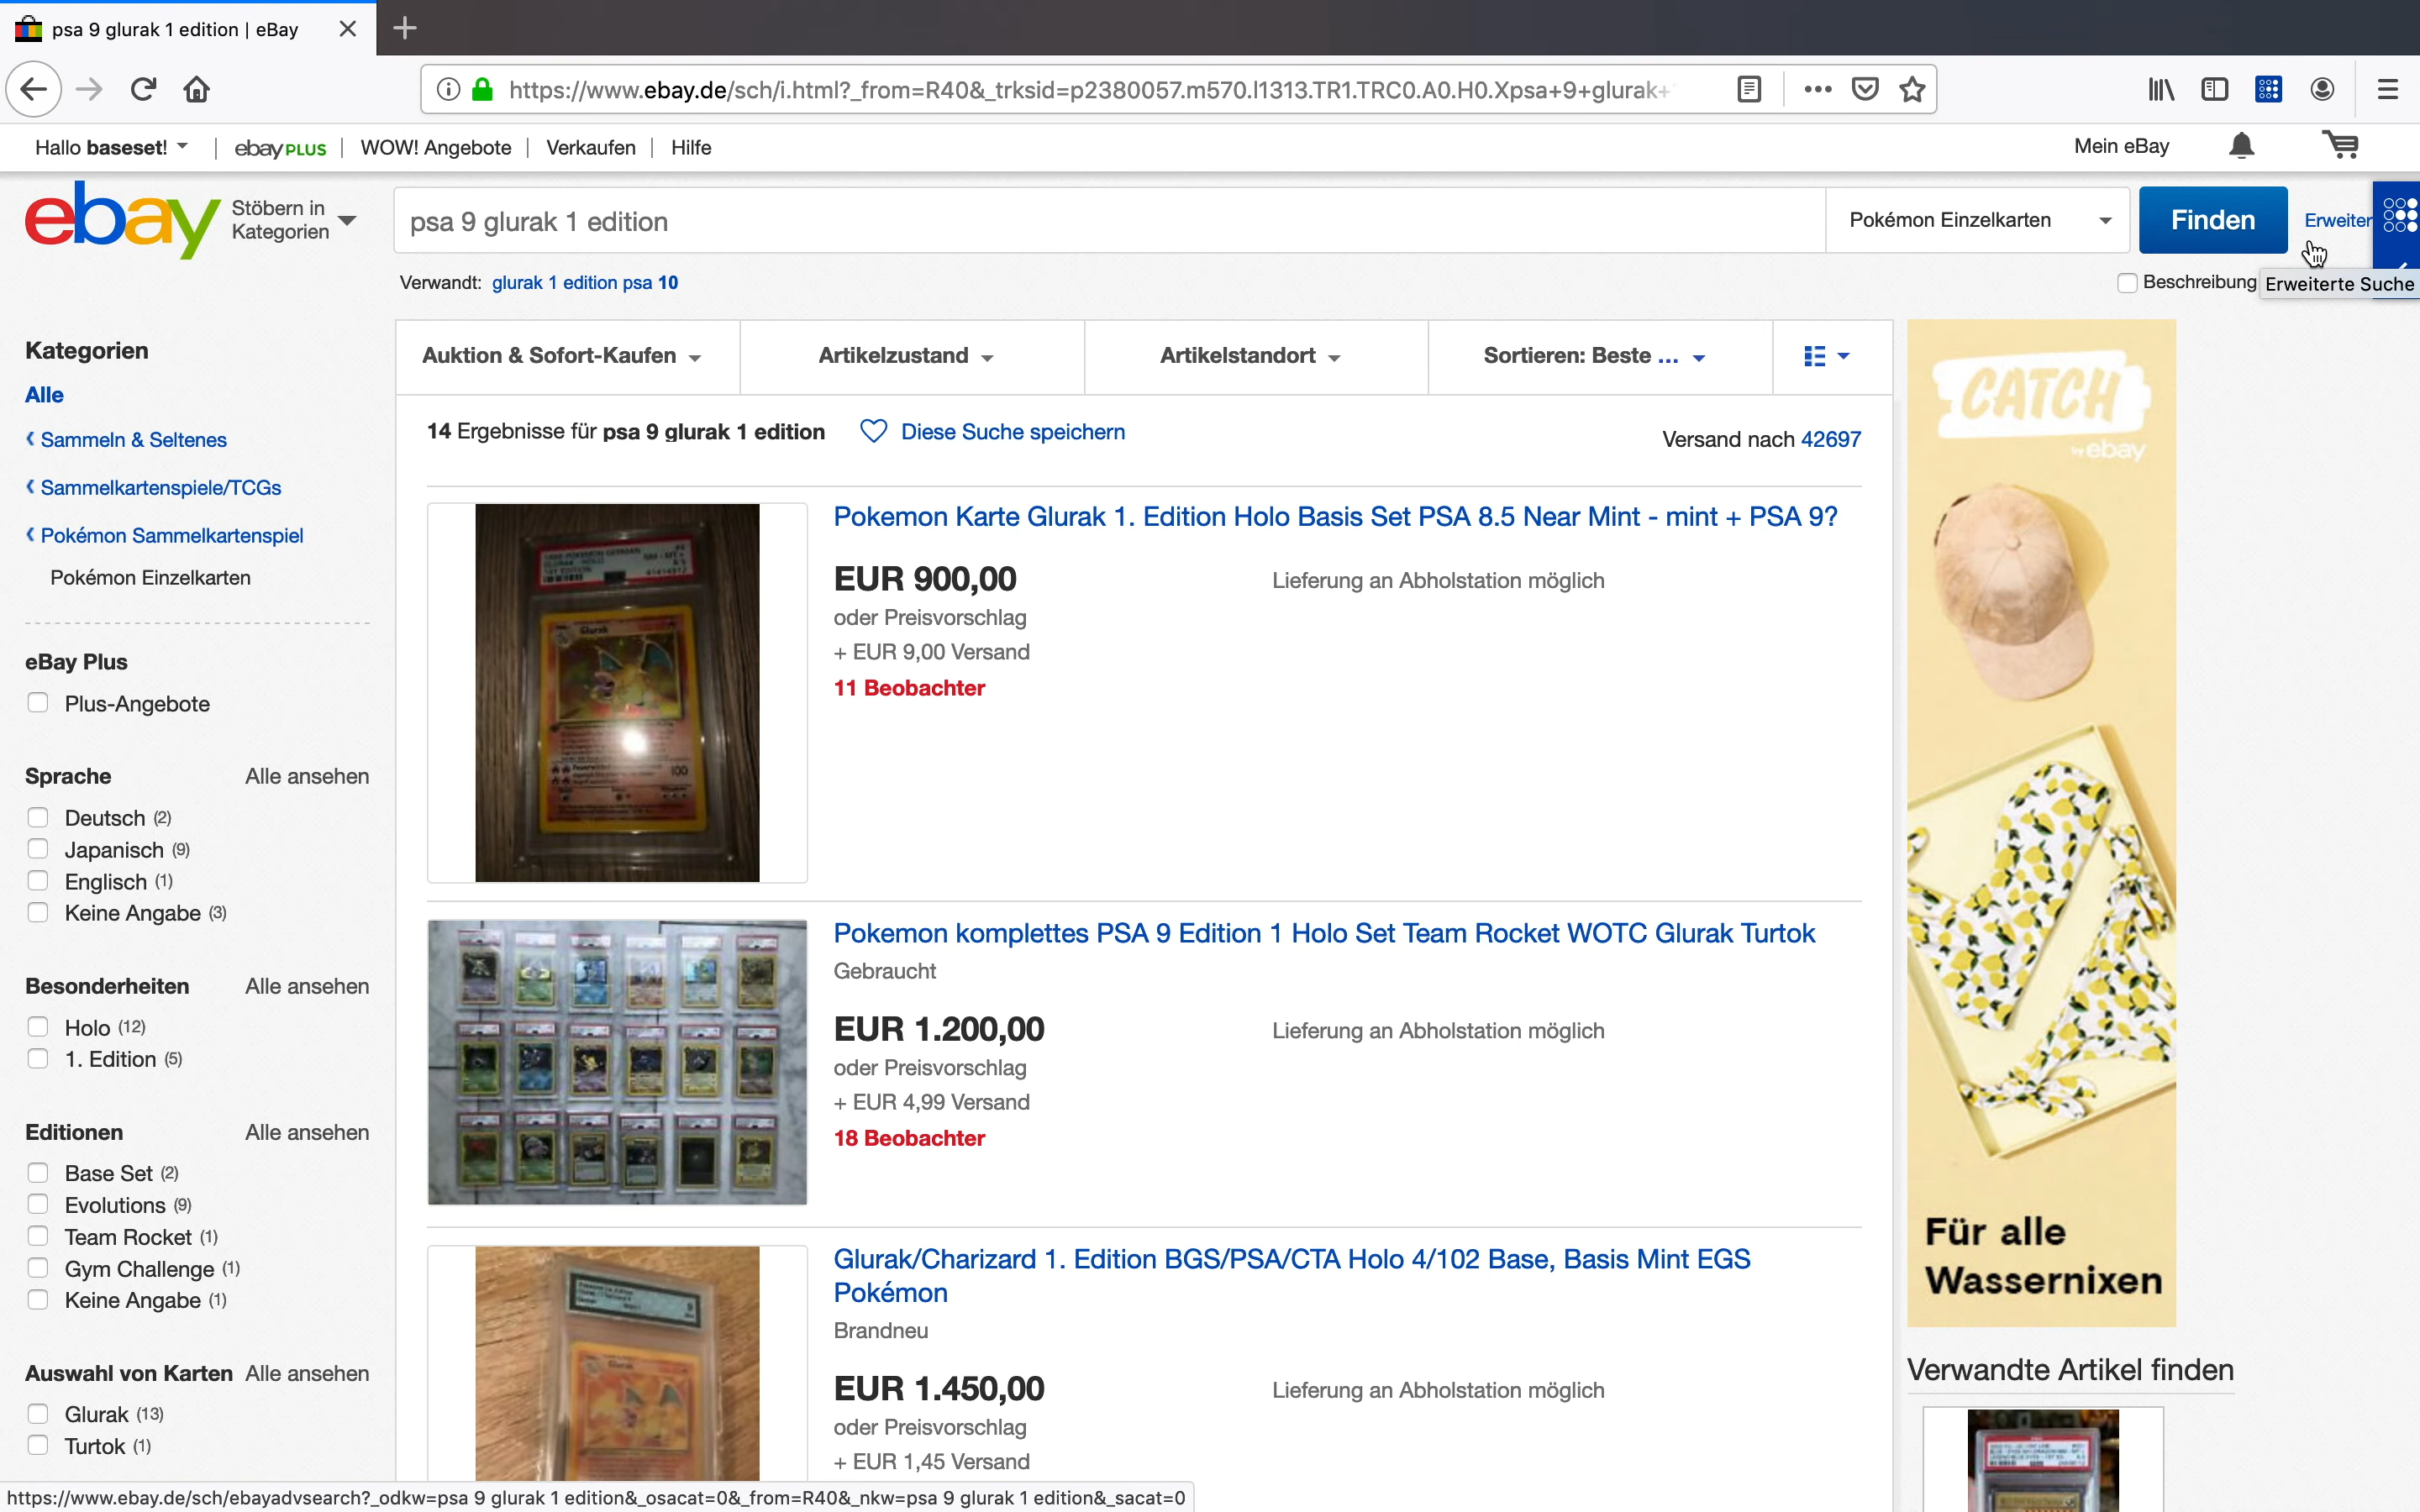 psa 9 glurak 1 edition | eBay
https://www.ebay.de/sch/i.html?_from=R40&_trksid=p2380057.m570.l1313.TR1.TRC0.A0.H0.Xpsa+9+glurak+
Hallo baseset! ebay PLUS WOW! Angebote Verkaufen Hilfe Mein eBay
ebay Stöbern in Kategorien
psa 9 glurak 1 edition Pokémon Einzelkarten Finden Erweiter
Verwandt: glurak 1 edition psa 10
Beschreibung Erweiterte Suche
Kategorien
Alle
Sammeln & Seltenes
Sammelkartenspiele/TCGs
Pokémon Sammelkartenspiel
Pokémon Einzelkarten
eBay Plus
Plus-Angebote
Sprache Alle ansehen
Deutsch (2)
Japanisch (9)
Englisch (1)
Keine Angabe (3)
Besonderheiten Alle ansehen
Holo (12)
1. Edition (5)
Editionen Alle ansehen
Base Set (2)
Evolutions (9)
Team Rocket (1)
Gym Challenge (1)
Keine Angabe (1)
Auswahl von Karten Alle ansehen
Glurak (13)
Turtok (1)
Auktion & Sofort-Kaufen Artikelzustand Artikelstandort Sortieren: Beste ...
14 Ergebnisse für psa 9 glurak 1 edition Diese Suche speichern
Versand nach 42697
Pokemon Karte Glurak 1. Edition Holo Basis Set PSA 8.5 Near Mint - mint + PSA 9?
EUR 900,00 Lieferung an Abholstation möglich
oder Preisvorschlag
+ EUR 9,00 Versand
11 Beobachter
Glurak
100
Pokemon komplettes PSA 9 Edition 1 Holo Set Team Rocket WOTC Glurak Turtok
Gebraucht
EUR 1.200,00 Lieferung an Abholstation möglich
oder Preisvorschlag
+ EUR 4,99 Versand
18 Beobachter
Glurak/Charizard 1. Edition BGS/PSA/CTA Holo 4/102 Base, Basis Mint EGS
Pokémon
Brandneu
EUR 1.450,00 Lieferung an Abholstation möglich
oder Preisvorschlag
+ EUR 1,45 Versand
9
Glurak
CATCH
by ebay
Für alle
Wassernixen
Verwandte Artikel finden
https://www.ebay.de/sch/ebayadvsearch?_odkw=psa 9 glurak 1 edition&_osacat=0&_from=R40&_nkw=psa 9 glurak 1 edition&_sacat=0